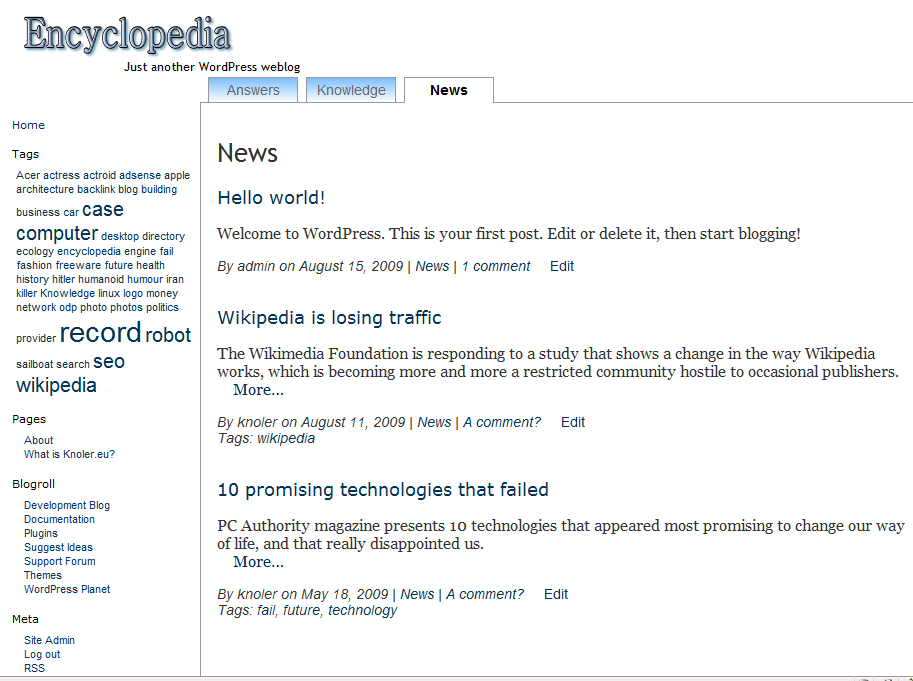 Encyclopedia
Just another WordPress weblog
Answers Knowledge News
Home
Tags
Acer actress actroid adsense apple
architecture backlink blog building
business car case
computer desktop directory
ecology encyclopedia engine fail
fashion freeware future health
history hitler humanoid humour iran
killer Knowledge linux logo money
network odp photo photos politics
provider record robot
sailboat search seo
wikipedia
Pages
About
What is Knoler.eu?
Blogroll
Development Blog
Documentation
Plugins
Suggest Ideas
Support Forum
Themes
WordPress Planet
Meta
Site Admin
Log out
RSS
News
Hello world!
Welcome to WordPress. This is your first post. Edit or delete it, then start blogging!
By admin on August 15, 2009 | News | 1 comment Edit
Wikipedia is losing traffic
The Wikimedia Foundation is responding to a study that shows a change in the way Wikipedia
works, which is becoming more and more a restricted community hostile to occasional publishers.
More...
By knoler on August 11, 2009 | News | A comment? Edit
Tags: wikipedia
10 promising technologies that failed
PC Authority magazine presents 10 technologies that appeared most promising to change our way
of life, and that really disappointed us.
More...
By knoler on May 18, 2009 | News | A comment? Edit
Tags: fail, future, technology